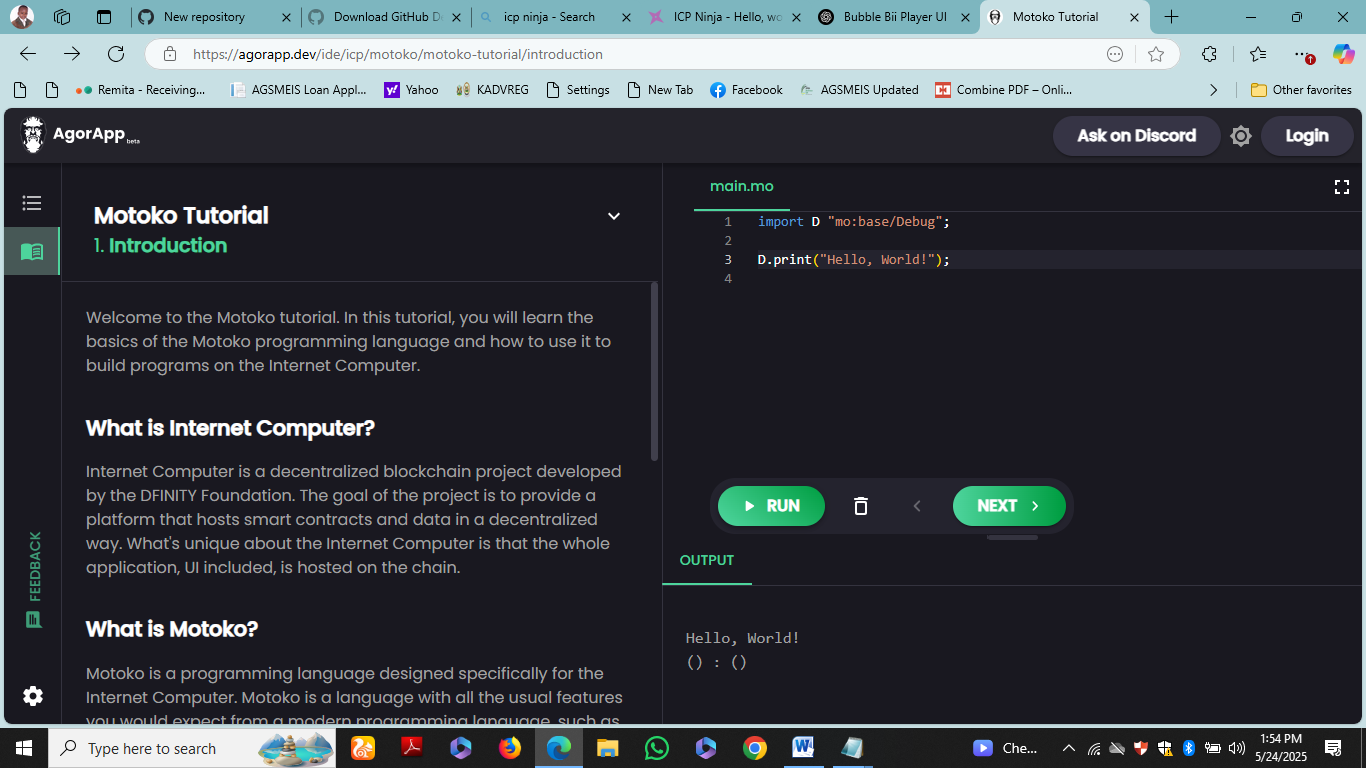 New repository
Download GitHub D
icp ninja - Search
ICP Ninja - Hello, wo
Bubble Bii Player UI
Motoko Tutorial
https://agorapp.dev/ide/icp/motoko/motoko-tutorial/introduction
Remita - Receiving...
AGSMEIS Loan Appl...
Yahoo
KADVREG
Settings
New Tab
Facebook
AGSMEIS Updated
Combine PDF – Onli...
Other favorites
AgorApp beta
Ask on Discord
Login
Motoko Tutorial
1. Introduction
Welcome to the Motoko tutorial. In this tutorial, you will learn the
basics of the Motoko programming language and how to use it to
build programs on the Internet Computer.
What is Internet Computer?
Internet Computer is a decentralized blockchain project developed
by the DFINITY Foundation. The goal of the project is to provide a
platform that hosts smart contracts and data in a decentralized
way. What's unique about the Internet Computer is that the whole
application, UI included, is hosted on the chain.
What is Motoko?
Motoko is a programming language designed specifically for the
Internet Computer. Motoko is a language with all the usual features
you would expect from a modern programming language, such as
FEEDBACK
main.mo
1 import D "mo:base/Debug";
2
3 D.print("Hello, World!");
4
RUN
NEXT
OUTPUT
Hello, World!
() : ()
Type here to search
Che...
1:54 PM
5/24/2025